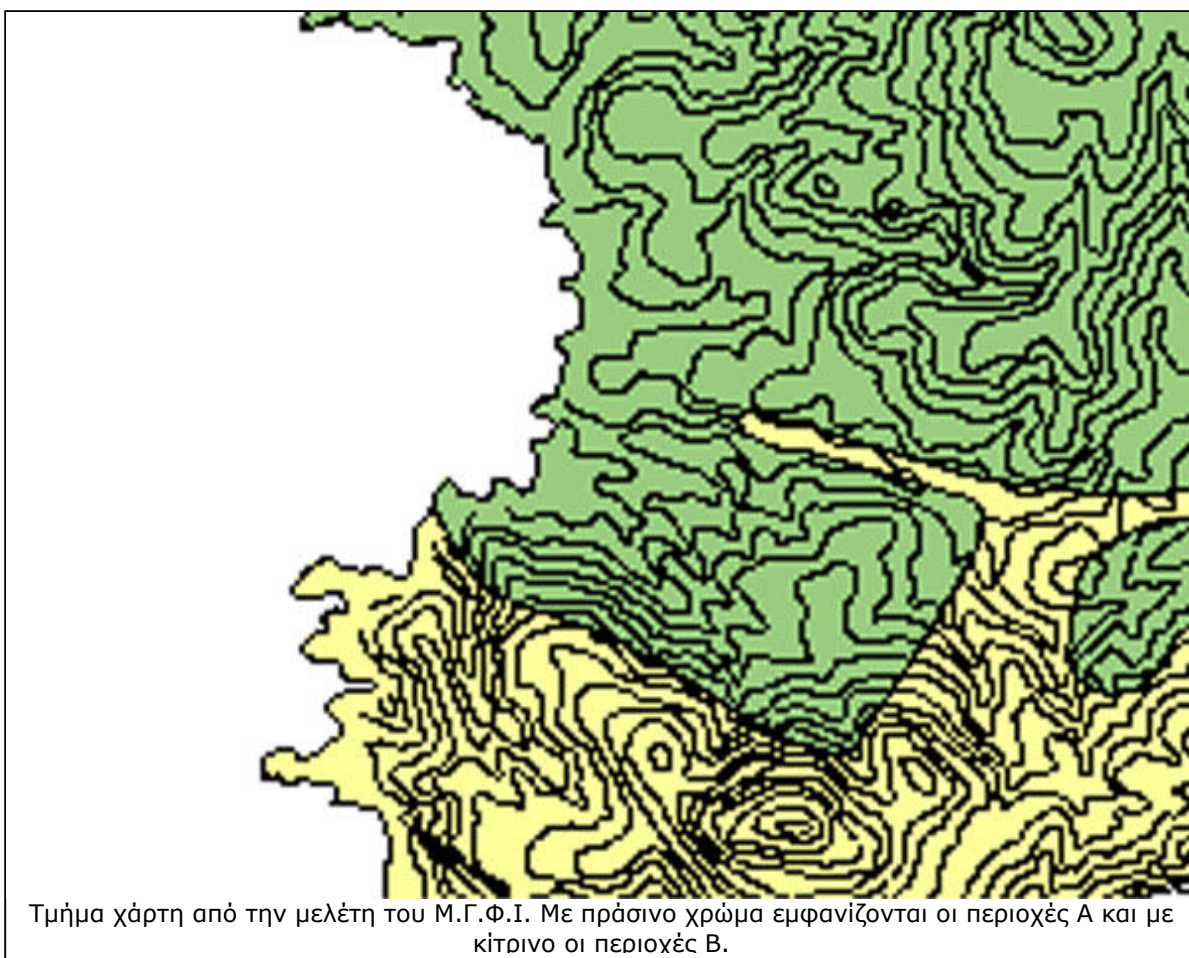 Τμήμα χάρτη από την μελέτη του Μ.Γ.Φ.Ι. Με πράσινο χρώμα εμφανίζονται οι περιοχές Α και με
κίτρινο οι περιοχές Β.